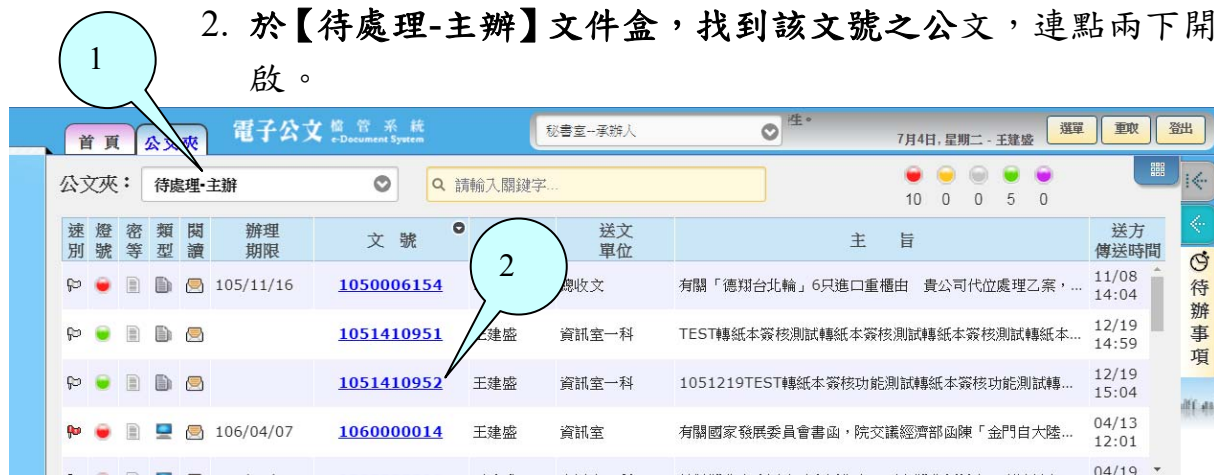 2. 於【待處理-主辦】文件盒，找到該文號之公文，連點兩下開
啟。
1
首頁 公文夾 電子公文 檔管系統 e-Document System 秘書室--承辦人 性。 7月4日, 星期二 - 王建盛 選單 重取 登出
公文夾： 待處理-主辦 請輸入關鍵字... 10 0 0 5 0
速別 燈號 密等 類型 閱讀 辦理期限 文 號 送文單位 主 旨 送方傳送時間
2
105/11/16 1050006154 總收文 有關「德翔台北輪」6只進口重櫃由 貴公司代位處理乙案，... 11/08 14:04
1051410951 王建盛 資訊室一科 TEST轉紙本簽核測試轉紙本簽核測試轉紙本簽核測試轉紙本... 12/19 14:59
1051410952 王建盛 資訊室一科 1051219TEST轉紙本簽核功能測試轉紙本簽核功能測試轉... 12/19 15:04
106/04/07 1060000014 王建盛 資訊室 有關國家發展委員會書函，院交議經濟部函陳「金門自大陸... 04/13 12:01
04/19
待辦事項